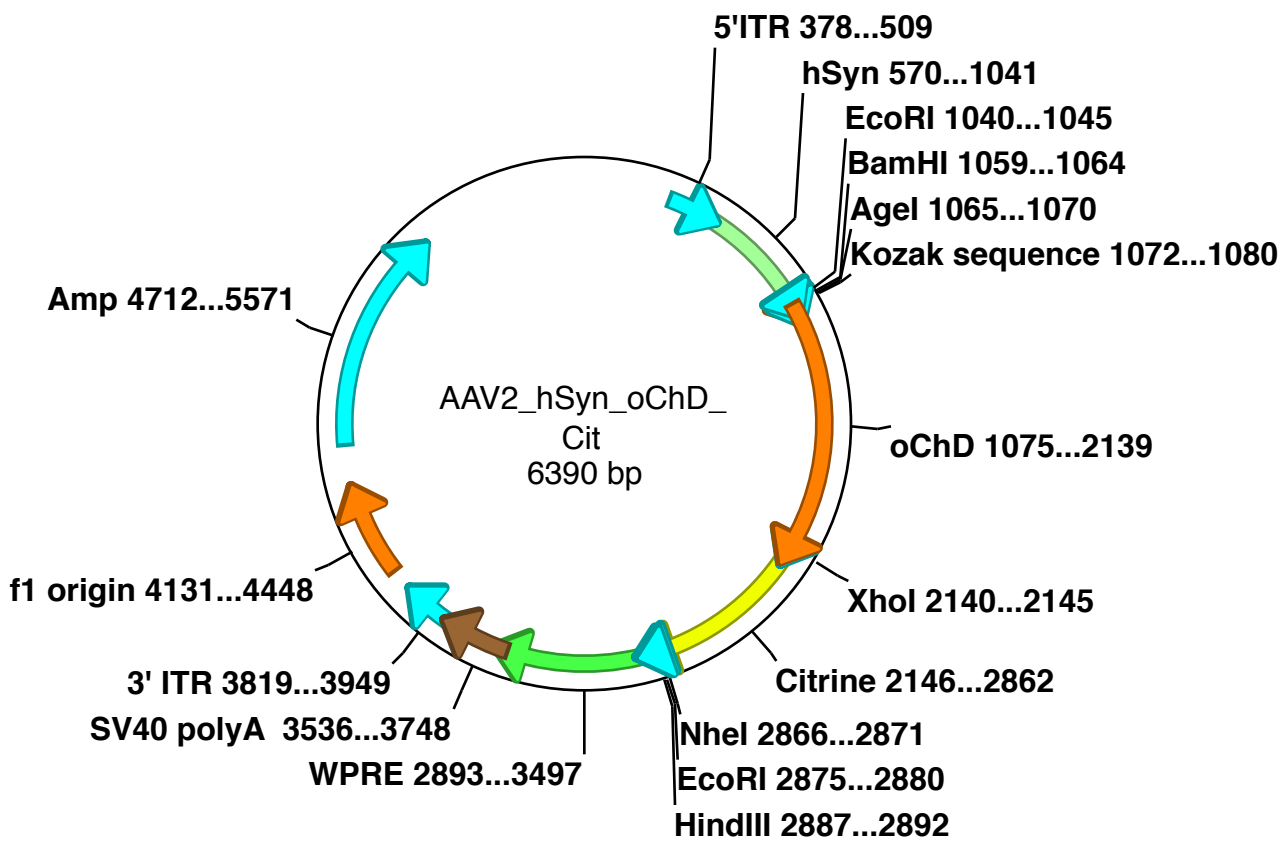 5'ITR 378...509
hSyn 570...1041
EcoRI 1040...1045
BamHI 1059...1064
AgeI 1065...1070
Kozak sequence 1072...1080
Amp 4712...5571
AAV2_hSyn_oChD_
Cit
6390 bp
oChD 1075...2139
f1 origin 4131...4448
XhoI 2140...2145
3' ITR 3819...3949
Citrine 2146...2862
SV40 polyA 3536...3748
NheI 2866...2871
WPRE 2893...3497
EcoRI 2875...2880
HindIII 2887...2892